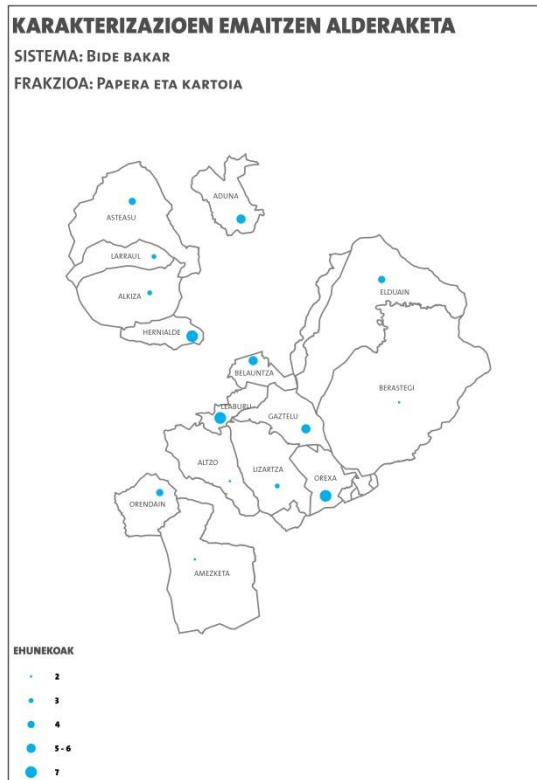 KARAKTERIZAZIOEN EMAITZEN ALDERAKETA
SISTEMA: BIDE BAKAR
FRAKZIOA: PAPERA ETA KARTOIA
ADUNA
ASTEASU
LARRAUL
ALKIZA
ELDUAIN
HERNIALDE
BELAUNTZA
BERASTEGI
LEABURU
GAZTELU
ALTZO
LIZARTZA
OREXA
ORENDAIN
AMEZKETA
EHUNEKOAK
2
3
4
5 - 6
7